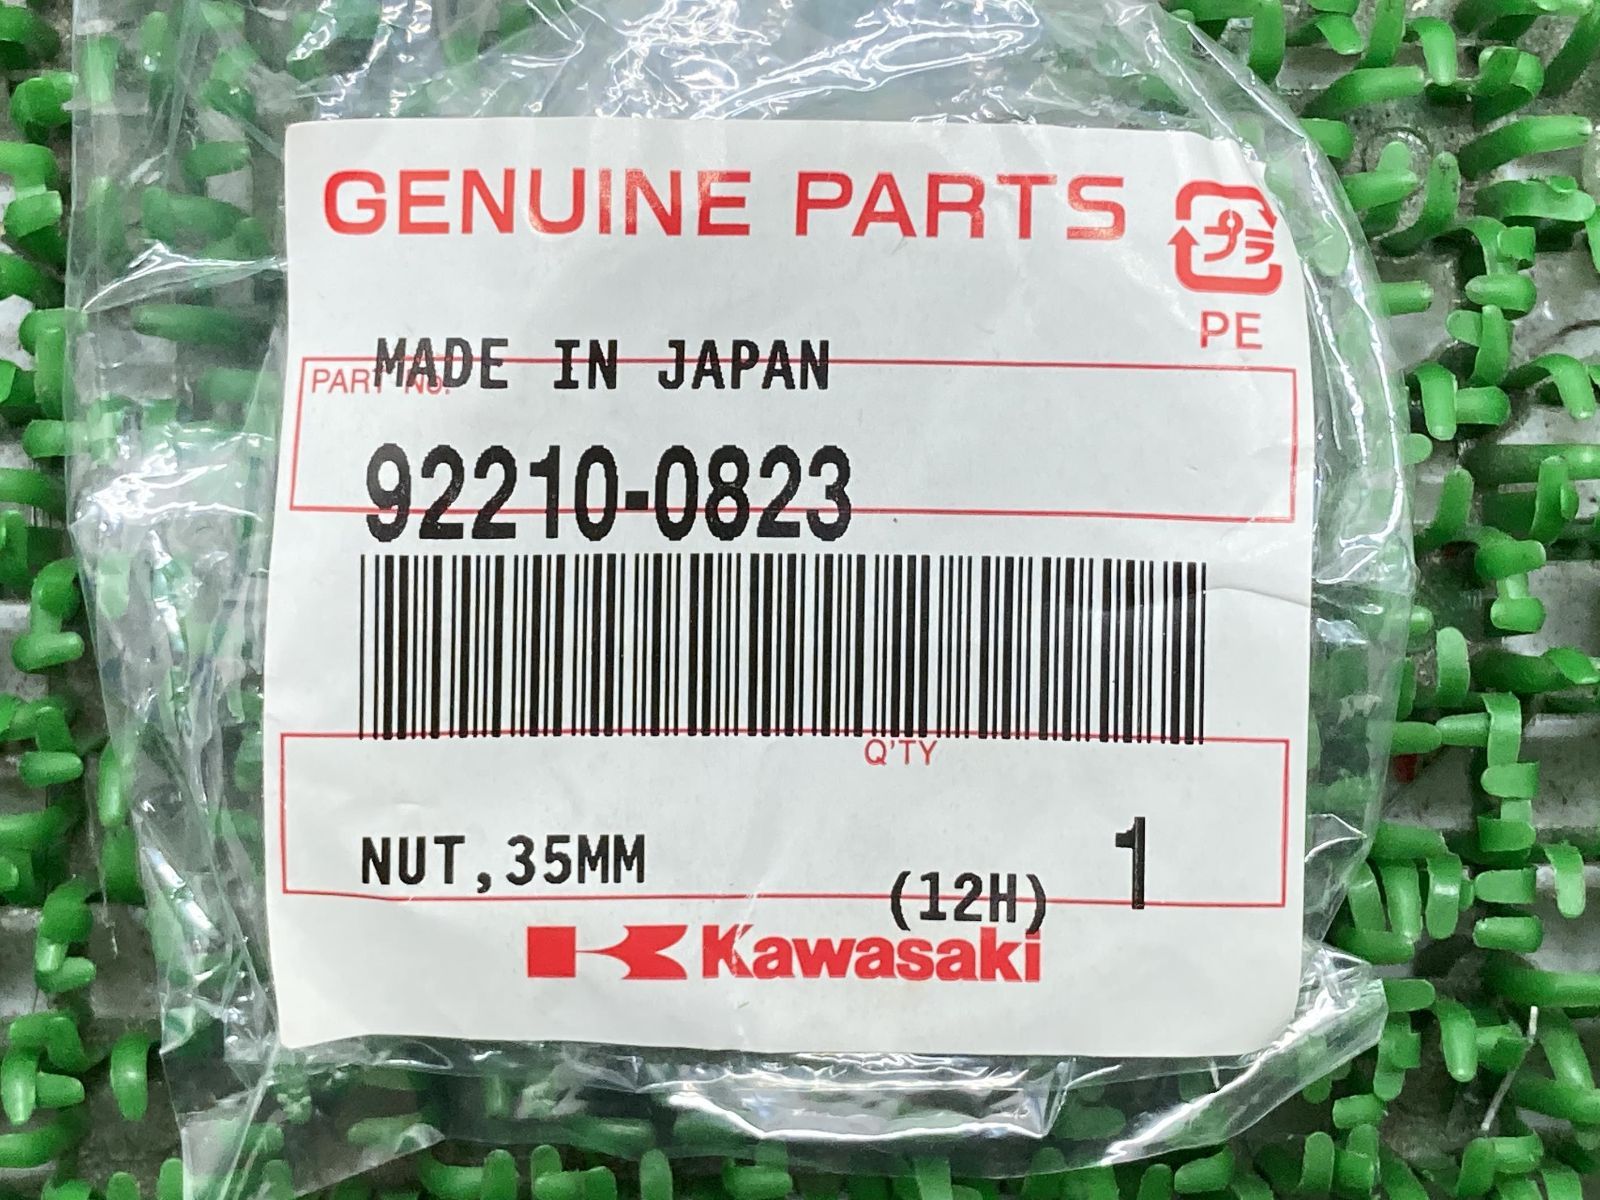 GENUINE PARTS
プラ
PE
MADE IN JAPAN
PART NO.
92210-0823
Q'TY
NUT,35MM
(12H)
1
Kawasaki